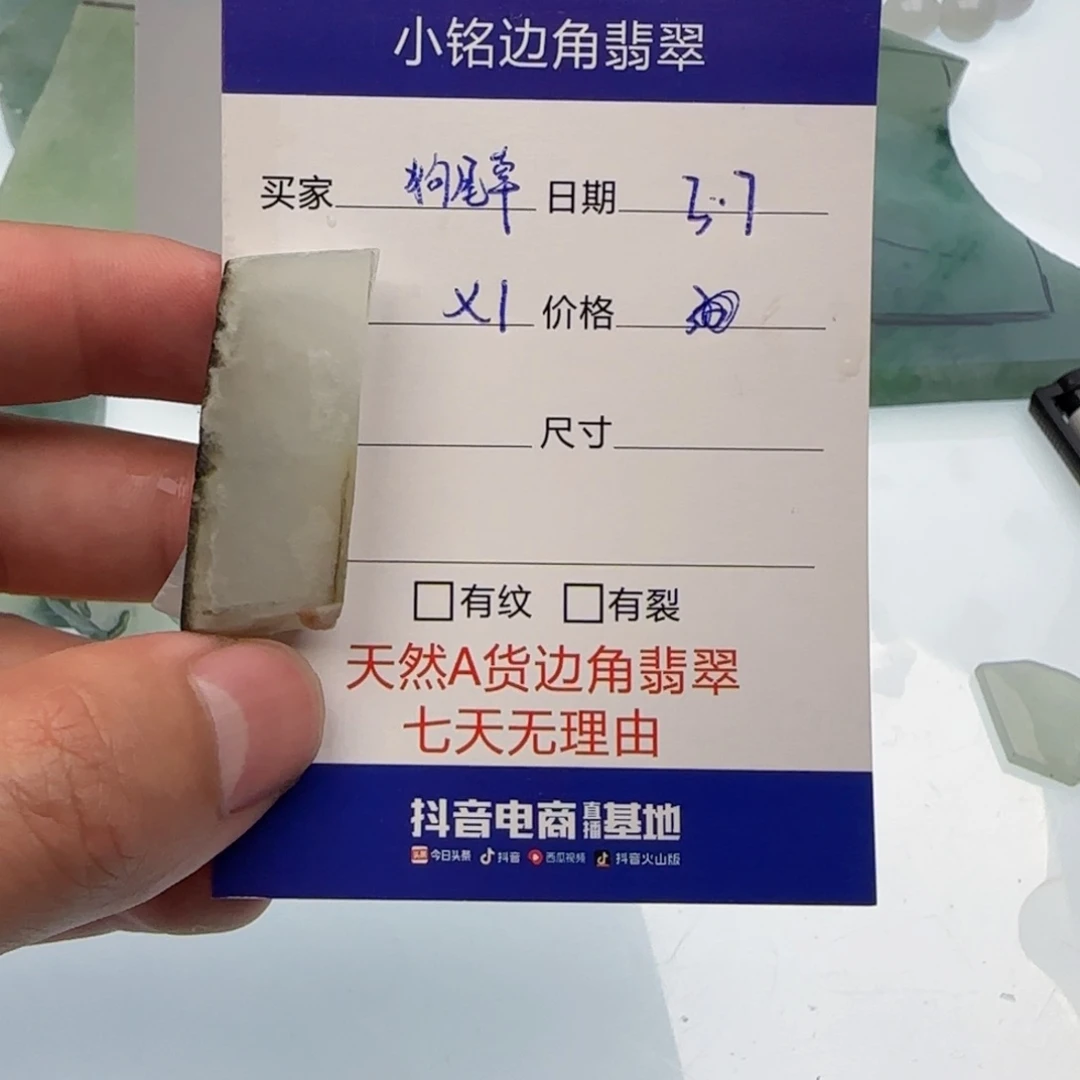 小铭边角翡翠
买家 狗尾草 日期 3.7
X1 价格
尺寸
□有纹 □有裂
天然A货边角翡翠
七天无理由
抖音电商直播基地
头条 今日头条 抖音 西瓜视频 抖音火山版